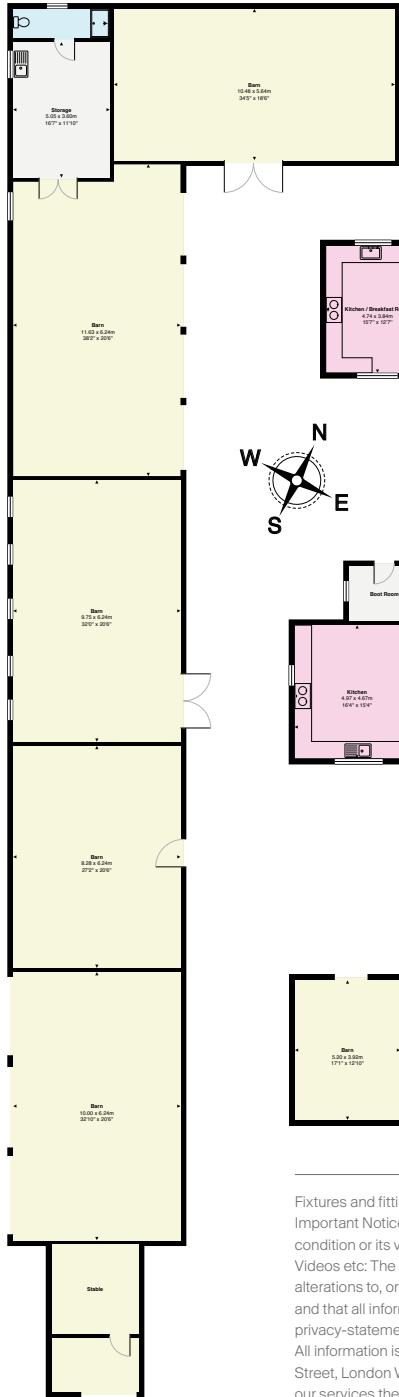 Barn
10.48 x 5.64m
34'5" x 18'6"
Storage
5.05 x 3.60m
16'7" x 11'10"
Barn
11.63 x 6.24m
38'2" x 20'6"
Kitchen / Breakfast R
4.74 x 3.84m
15'7" x 12'7"
N
W
E
S
Barn
9.75 x 6.24m
32'0" x 20'6"
Boot Room
Kitchen
4.97 x 4.67m
16'4" x 15'4"
Barn
8.28 x 6.24m
27'2" x 20'6"
Barn
5.20 x 3.92m
17'1" x 12'10"
Barn
10.00 x 6.24m
32'10" x 20'6"
Stable
Fixtures and fitti
Important Notice
condition or its v
Videos etc: The
alterations to, or
and that all infor
privacy-stateme
All information is
Street, London W
our services the